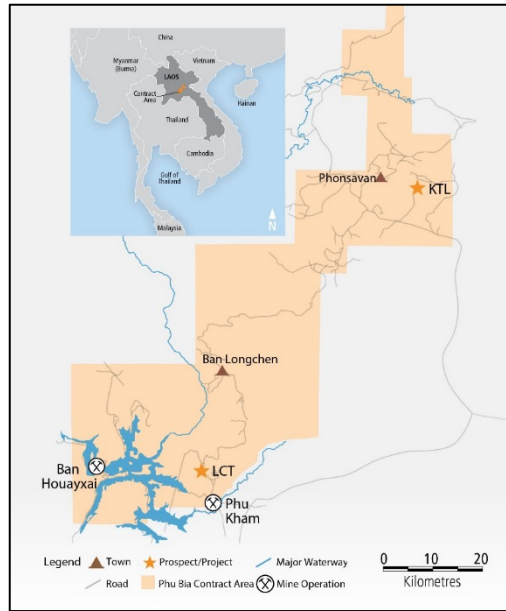 China
Myanmar
(Burma)
Vietnam
LAOS
Contract
Area
Hainan
Thailand
Cambodia
Gulf of
Thailand
Malaysia
N
Phonsavan
KTL
Ban Longchen
LCT
Ban
Houayxai
Phu
Kham
Legend Town Prospect/Project Major Waterway
Road Phu Bia Contract Area Mine Operation
0 10 20
Kilometres